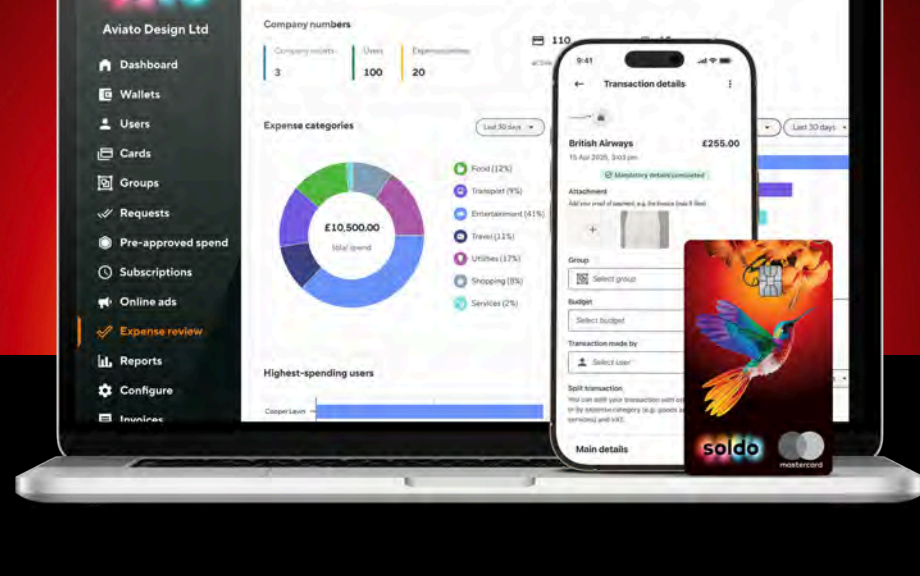 Aviato Design Ltd
Dashboard
Wallets
Users
Cards
Groups
Requests
Pre-approved spend
Subscriptions
Online ads
Expense review
Reports
Configure
Invoices
Company numbers
Company wallets
3
Users
100
20
110
Expense categories
Last 30 days
£10,500.00
total spend
Food (12%)
Transport (9%)
Entertainment (41%)
Travel (11%)
Utilities (17%)
Shopping (8%)
Services (2%)
Highest-spending users
Last 30 days
9:41
Transaction details
British Airways
£255.00
15 Apr 2025, 3:03 pm
Mandatory details completed
Attachment
Group
Select group
Budget
Select budget
Transaction made by
Select user
Split transaction
Main details
soldo
mastercard